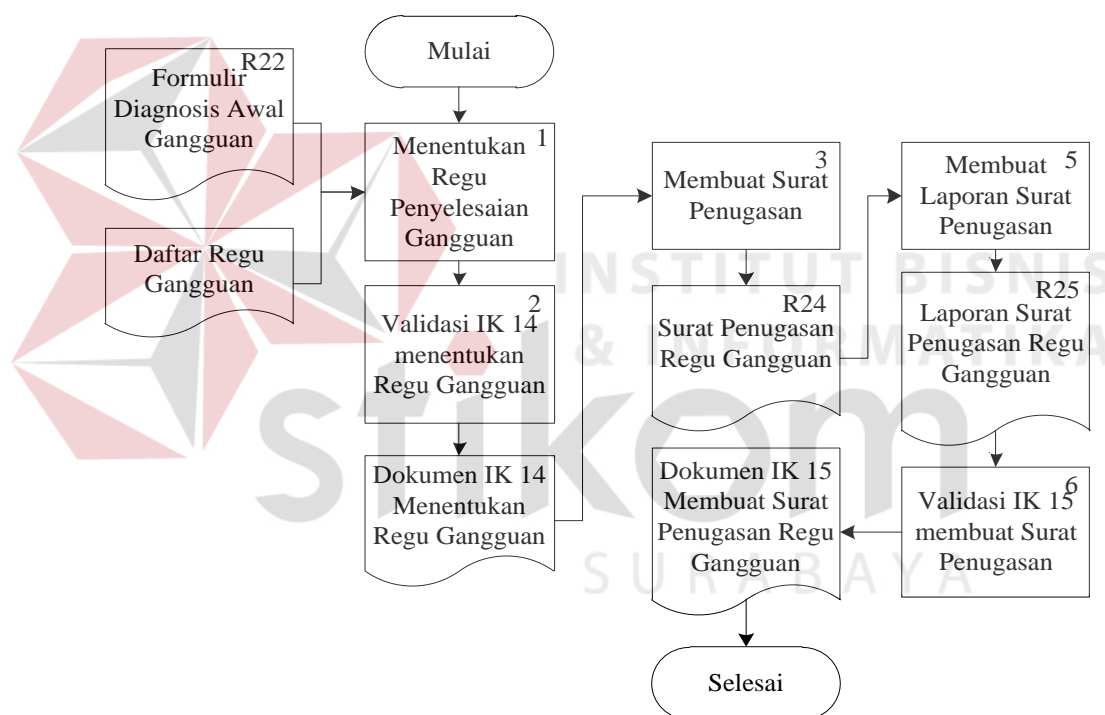 Mulai
R22
Formulir
Diagnosis Awal
Gangguan
Daftar Regu
Gangguan
1
Menentukan
Regu
Penyelesaian
Gangguan
2
Validasi IK 14
menentukan
Regu Gangguan
Dokumen IK 14
Menentukan
Regu Gangguan
3
Membuat Surat
Penugasan
R24
Surat Penugasan
Regu Gangguan
5
Membuat
Laporan Surat
Penugasan
R25
Laporan Surat
Penugasan Regu
Gangguan
6
Validasi IK 15
membuat Surat
Penugasan
Dokumen IK 15
Membuat Surat
Penugasan Regu
Gangguan
Selesai
INSTITUT BISNIS
& INFORMATIKA
stikom
SURABAYA